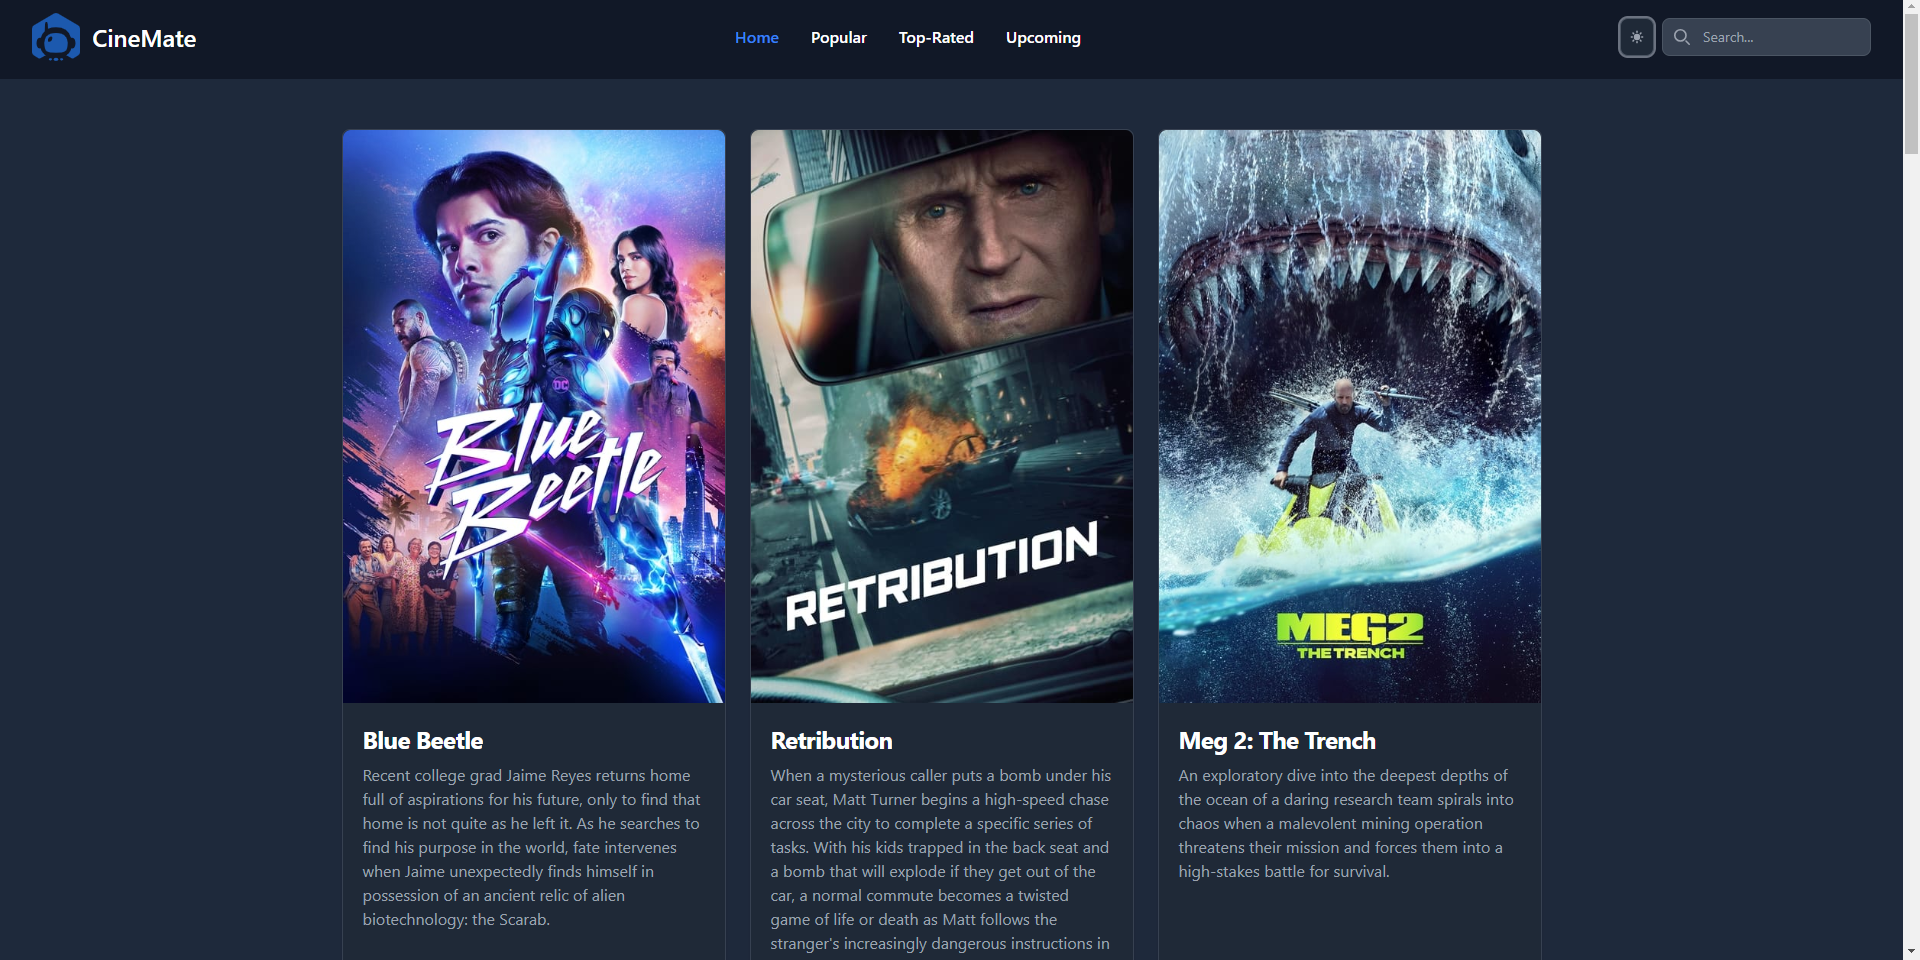 CineMate
Home
Popular
Top-Rated
Upcoming
Search...
DC
Blue
Beetle
RETRIBUTION
MEG2
THE TRENCH
Blue Beetle
Recent college grad Jaime Reyes returns home
full of aspirations for his future, only to find that
home is not quite as he left it. As he searches to
find his purpose in the world, fate intervenes
when Jaime unexpectedly finds himself in
possession of an ancient relic of alien
biotechnology: the Scarab.
Retribution
When a mysterious caller puts a bomb under his
car seat, Matt Turner begins a high-speed chase
across the city to complete a specific series of
tasks. With his kids trapped in the back seat and
a bomb that will explode if they get out of the
car, a normal commute becomes a twisted
game of life or death as Matt follows the
stranger's increasingly dangerous instructions in
Meg 2: The Trench
An exploratory dive into the deepest depths of
the ocean of a daring research team spirals into
chaos when a malevolent mining operation
threatens their mission and forces them into a
high-stakes battle for survival.